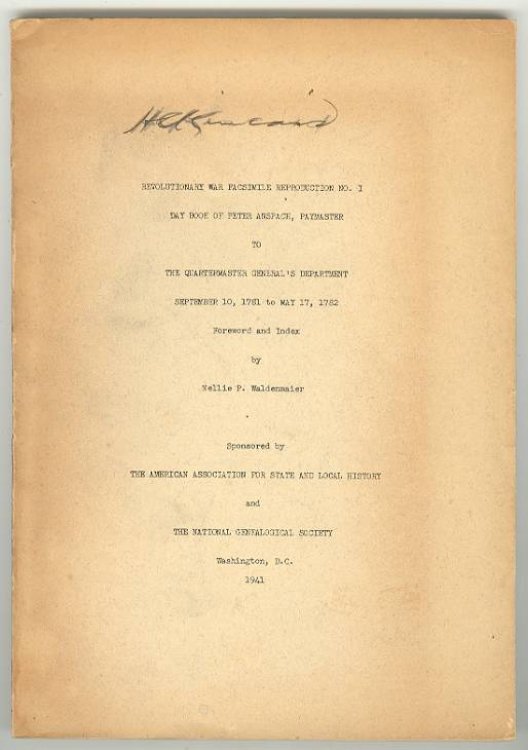 REVOLUTIONARY WAR FACSIMILE REPRODUCTION NO. 1
DAY BOOK OF PETER ANSPACH, PAYMASTER
TO
THE QUARTERMASTER GENERAL'S DEPARTMENT
SEPTEMBER 10, 1781 to MAY 17, 1782
Foreword and Index
by
Nellie P. Waldenmaier
Sponsored by
THE AMERICAN ASSOCIATION FOR STATE AND LOCAL HISTORY
and
THE NATIONAL GENEALOGICAL SOCIETY
Washington, D.C.
1941